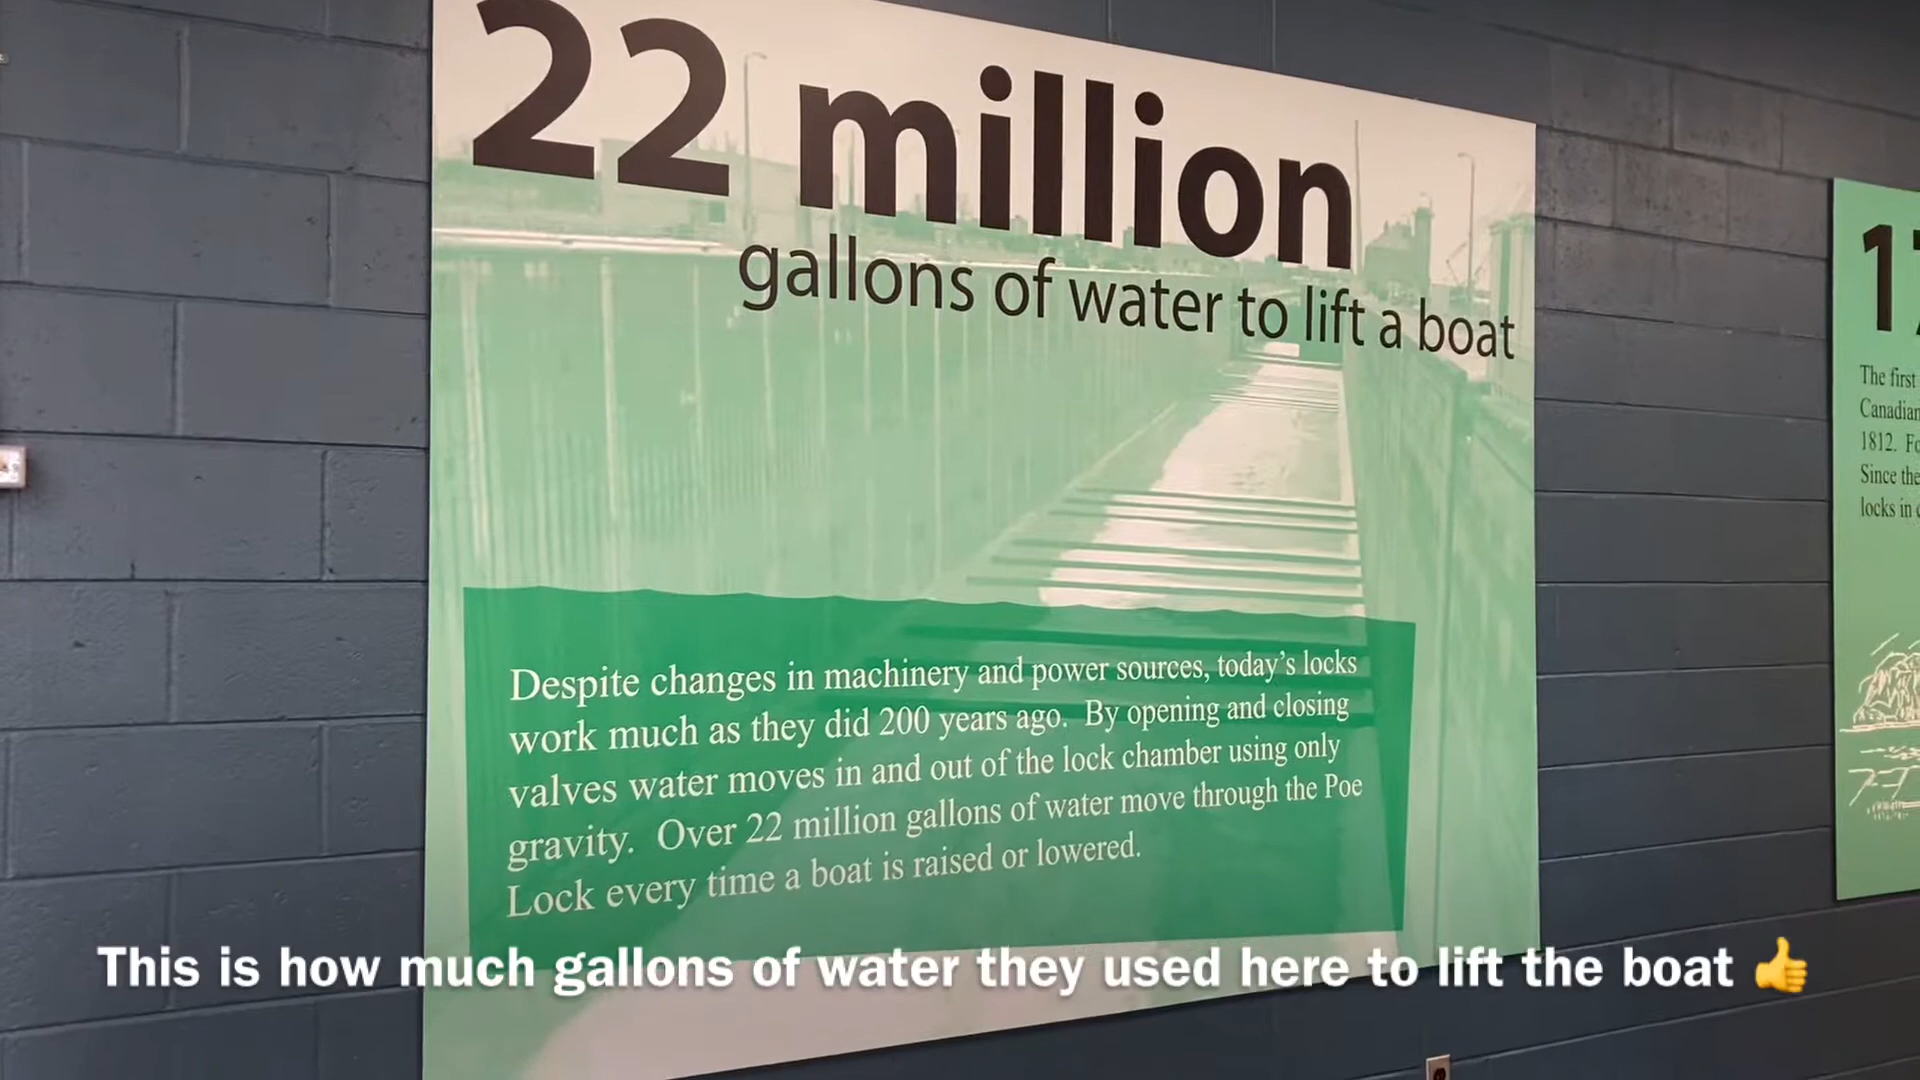 22 million
gallons of water to lift a boat
Despite changes in machinery and power sources, today's locks
work much as they did 200 years ago. By opening and closing
valves water moves in and out of the lock chamber using only
gravity. Over 22 million gallons of water move through the Poe
Lock every time a boat is raised or lowered.
The first
Canadian
1812.
Since the
locks in
This is how much gallons of water they used here to lift the boat 👍